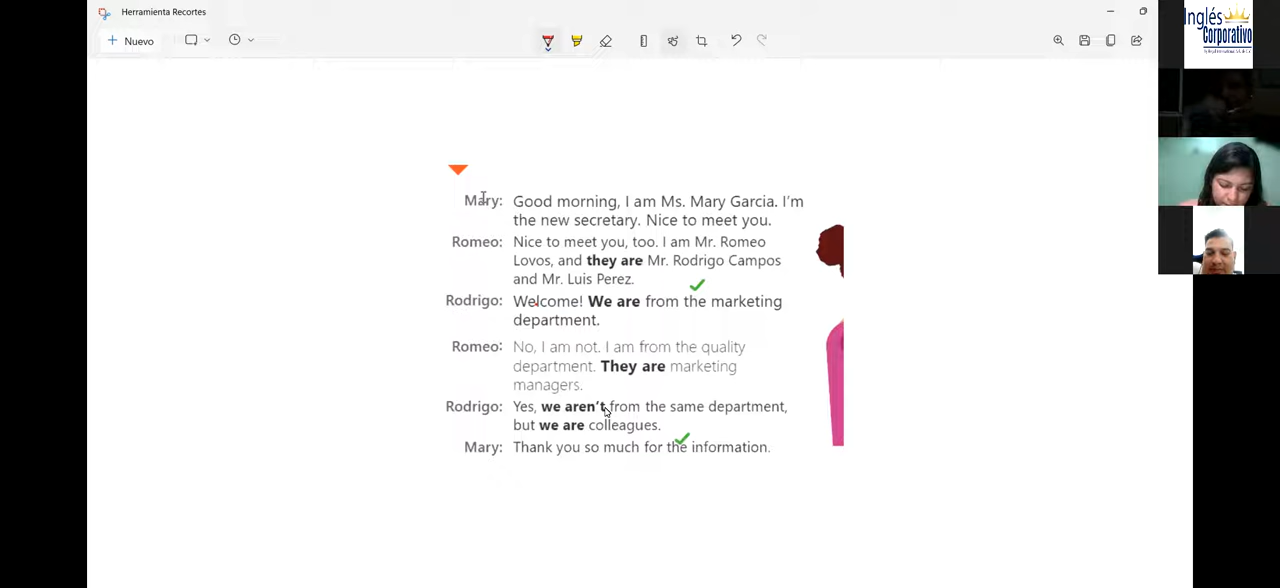 Herramienta Recortes
Nuevo
Inglés
Corporativo
Mary: Good morning, I am Ms. Mary Garcia. I'm
the new secretary. Nice to meet you.
Romeo: Nice to meet you, too. I am Mr. Romeo
Lovos, and they are Mr. Rodrigo Campos
and Mr. Luis Perez.
Rodrigo: Welcome! We are from the marketing
department.
Romeo: No, I am not. I am from the quality
department. They are marketing
managers.
Rodrigo: Yes, we aren't from the same department,
but we are colleagues.
Mary: Thank you so much for the information.